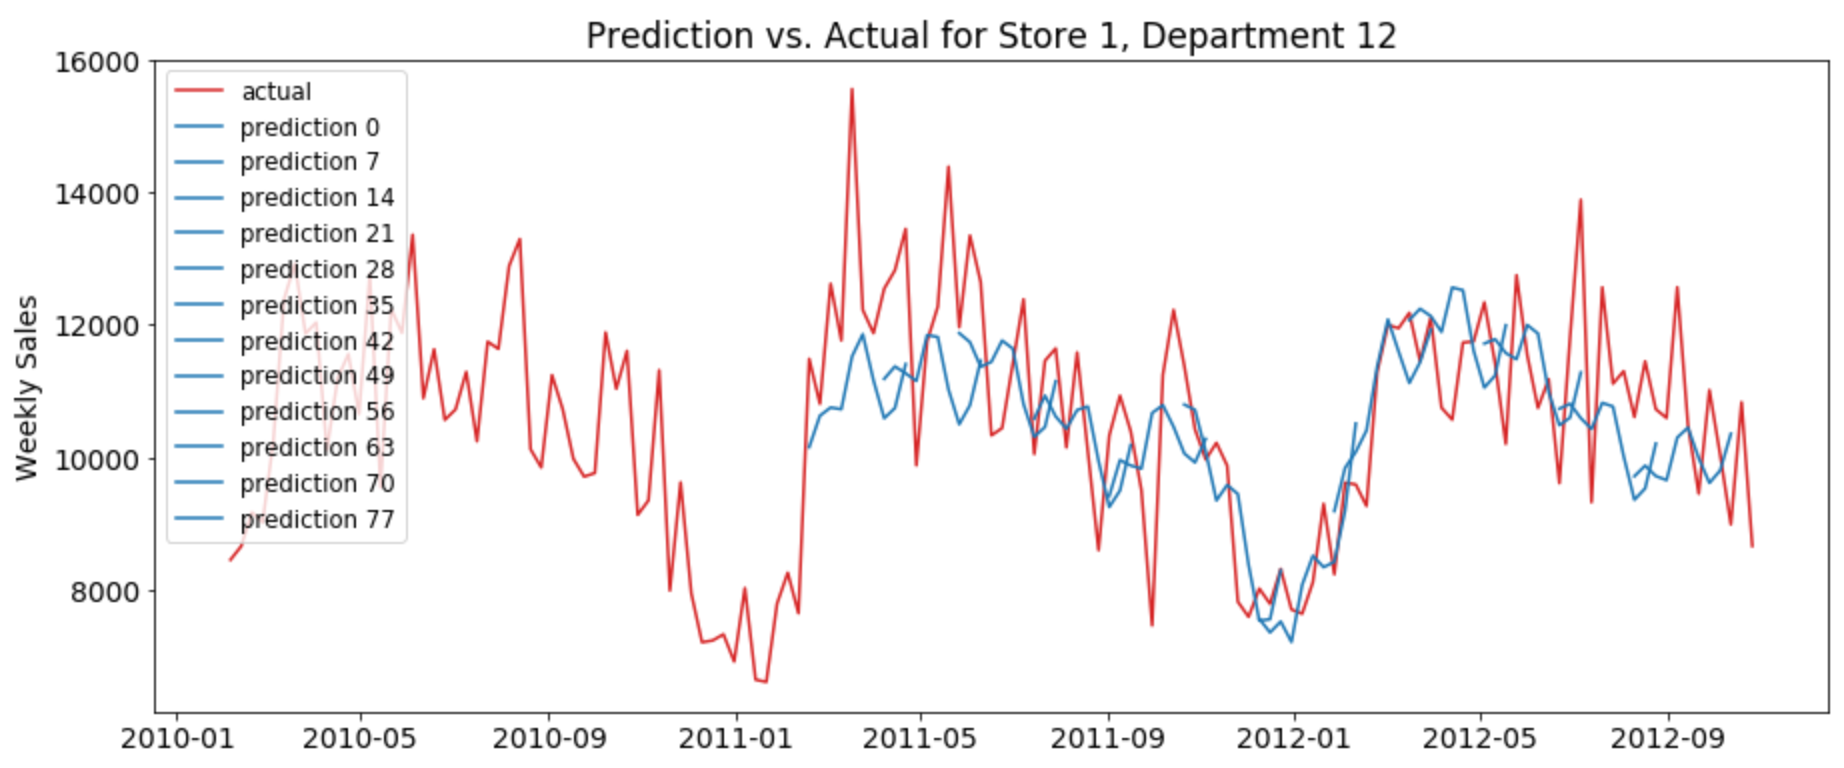 Prediction vs. Actual for Store 1, Department 12
16000
14000
12000
10000
8000
Weekly Sales
actual
prediction 0
prediction 7
prediction 14
prediction 21
prediction 28
prediction 35
prediction 42
prediction 49
prediction 56
prediction 63
prediction 70
prediction 77
2010-01 2010-05 2010-09 2011-01 2011-05 2011-09 2012-01 2012-05 2012-09